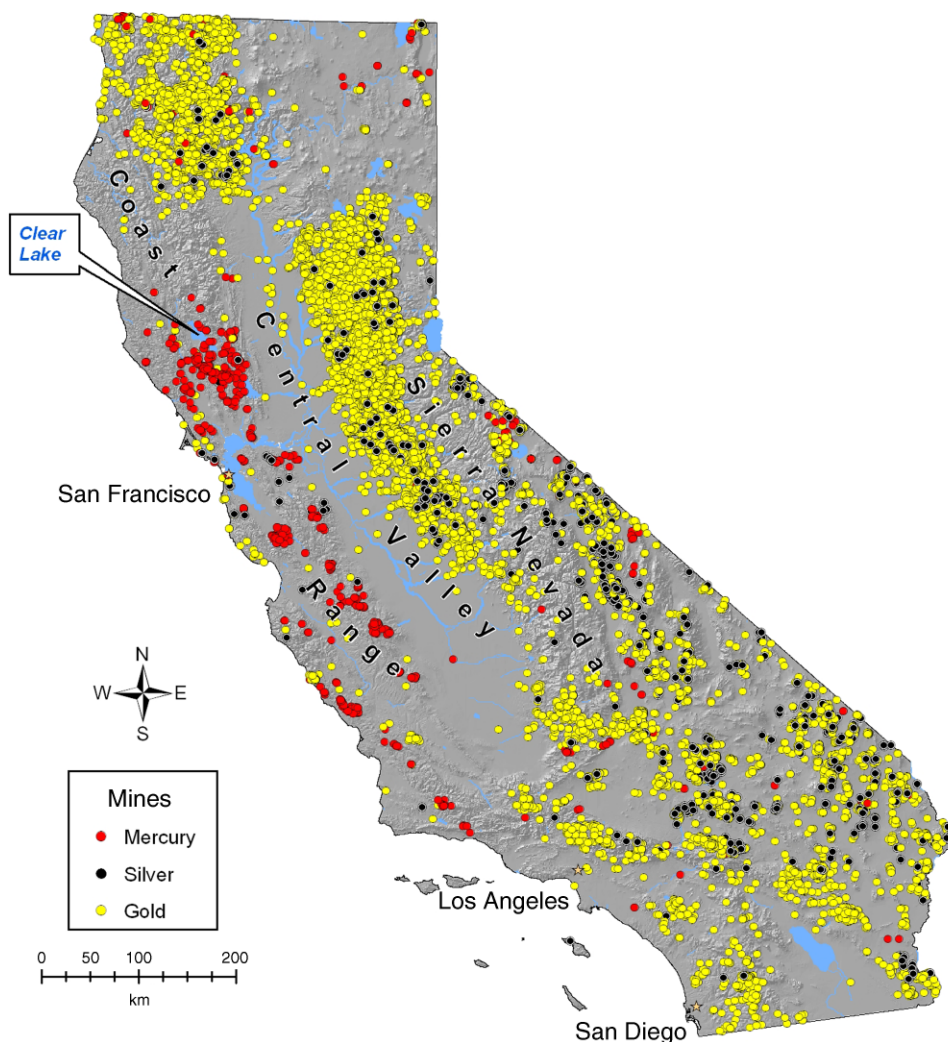 Clear
Lake
Coast
Range
Central
Valley
Sierra
Nevada
San Francisco
N
W E
S
Mines
Mercury
Silver
Gold
0 50 100 200
km
Los Angeles
San Diego